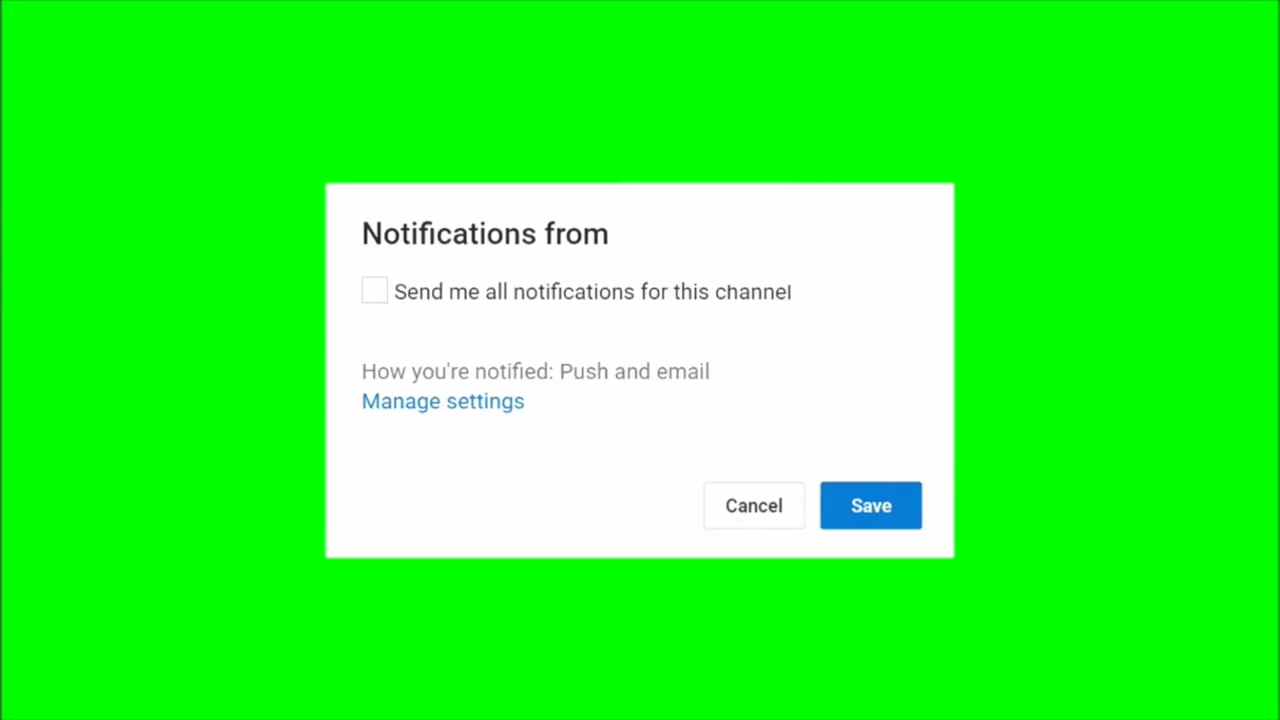 Notifications from
Send me all notifications for this channel
How you're notified: Push and email
Manage settings
Cancel Save